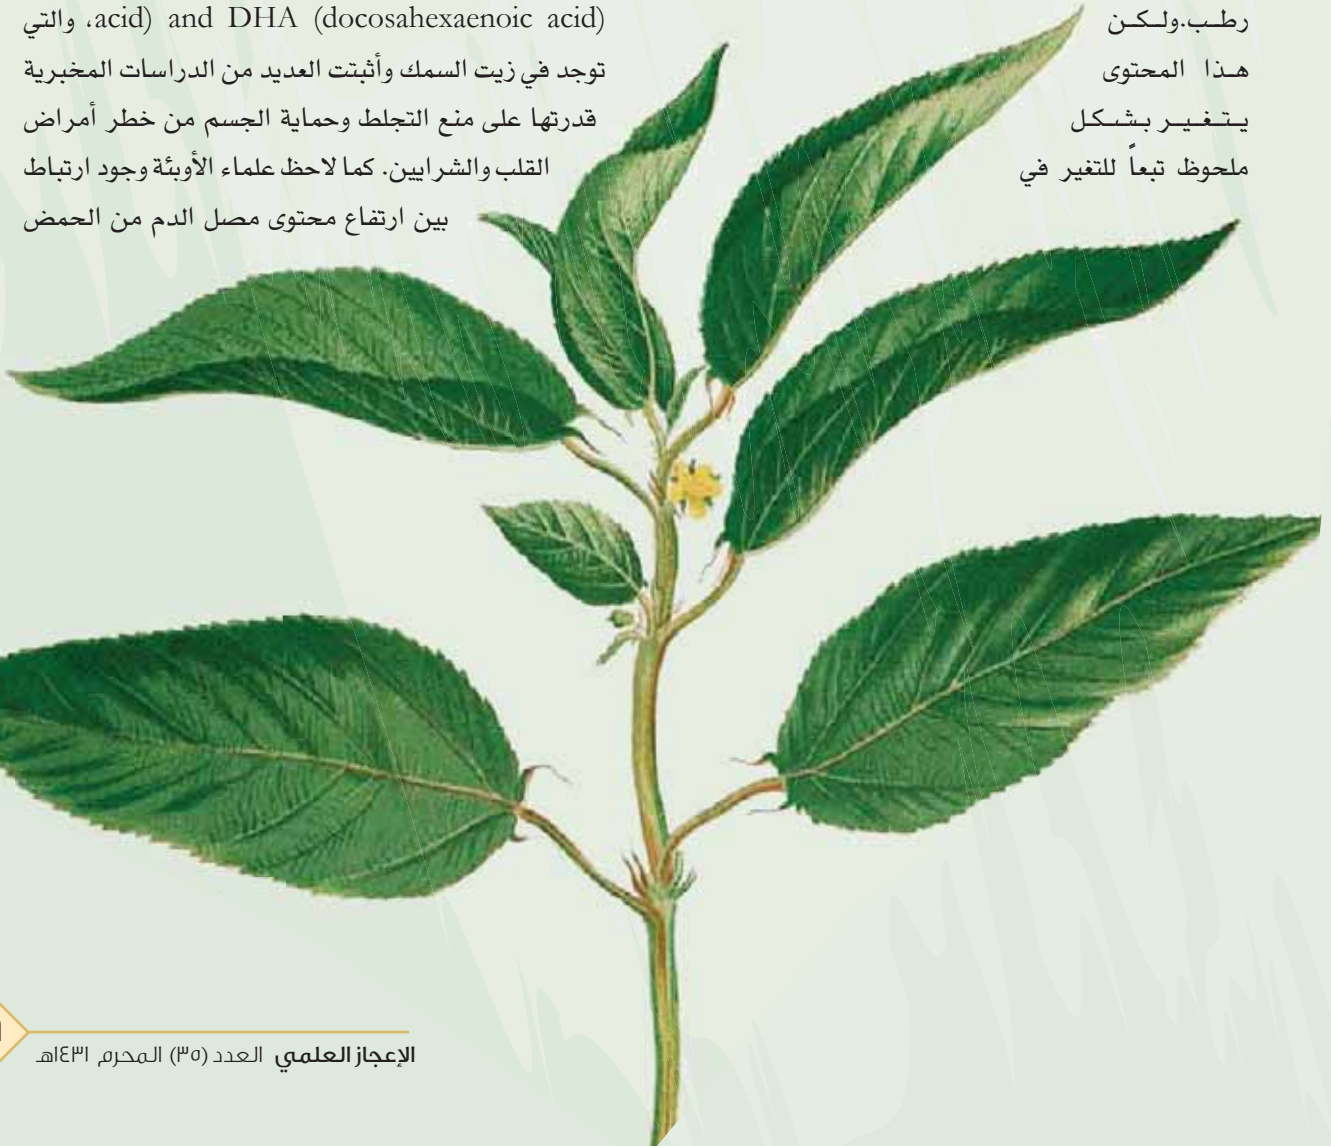 رطب.ولكن
هذا المحتوى
يتغير بشكل
ملحوظ تبعاً للتغير في
acid) and DHA (docosahexaenoic acid)، والتي
توجد في زيت السمك وأثبتت العديد من الدراسات المخبرية
قدرتها على منع التجلط وحماية الجسم من خطر أمراض
القلب والشرايين. كما لاحظ علماء الأوبئة وجود ارتباط
بين ارتفاع محتوى مصل الدم من الحمض
الإعجاز العلمي العدد (٣٥) المحرم ١٤٣١هـ